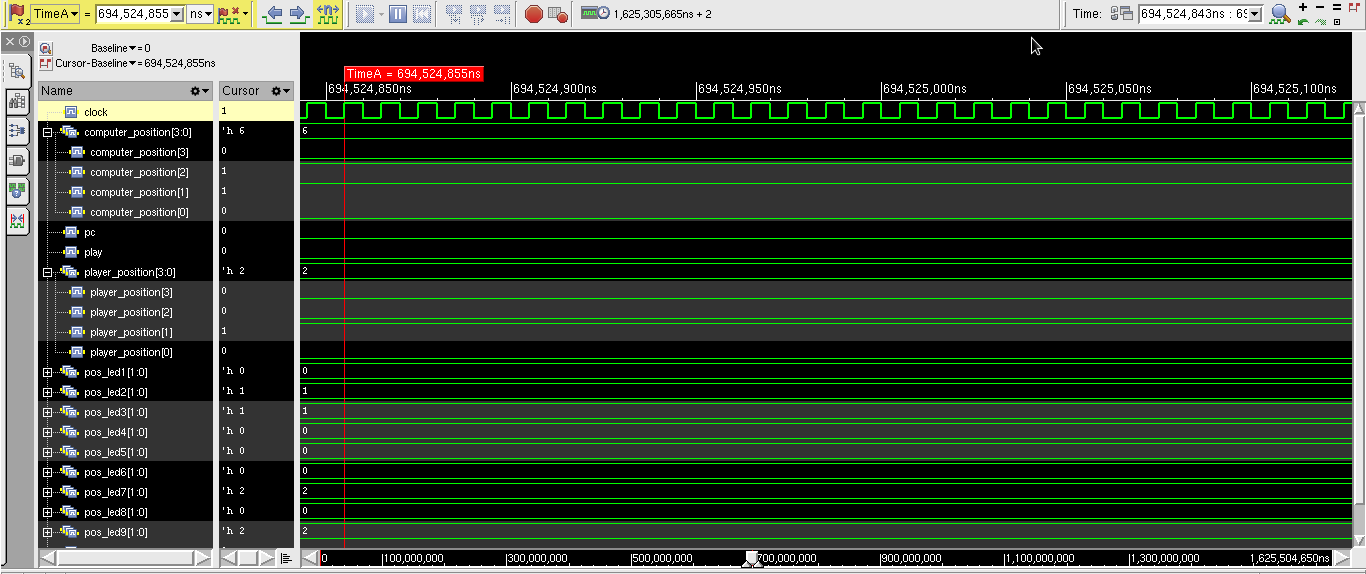 TimeA = 694,524,855 ns 1,625,305,665ns + 2 Time: 694,524,843ns : 69
x2
Baseline = 0
Cursor-Baseline = 694,524,855ns
TimeA = 694,524,855ns
Name Cursor 694,524,850ns 694,524,900ns 694,524,950ns 694,525,000ns 694,525,050ns 694,525,100ns
clock 1
computer_position[3:0] 'h 6 6
computer_position[3] 0
computer_position[2] 1
computer_position[1] 1
computer_position[0] 0
pc 0
play 0
player_position[3:0] 'h 2 2
player_position[3] 0
player_position[2] 0
player_position[1] 1
player_position[0] 0
pos_led1[1:0] 'h 0 0
pos_led2[1:0] 'h 1 1
pos_led3[1:0] 'h 1 1
pos_led4[1:0] 'h 0 0
pos_led5[1:0] 'h 0 0
pos_led6[1:0] 'h 0 0
pos_led7[1:0] 'h 2 2
pos_led8[1:0] 'h 0 0
pos_led9[1:0] 'h 2 2
0 100,000,000 300,000,000 500,000,000 700,000,000 900,000,000 1,100,000,000 1,300,000,000 1,625,504,650ns